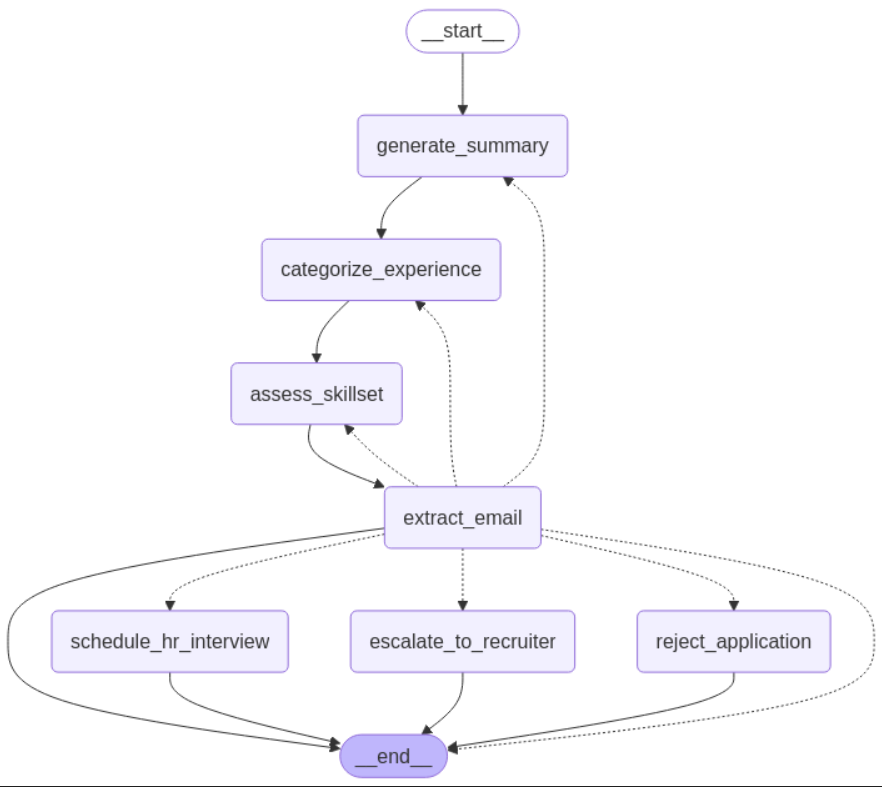 __start__
generate_summary
categorize_experience
assess_skillset
extract_email
schedule_hr_interview
escalate_to_recruiter
reject_application
__end__